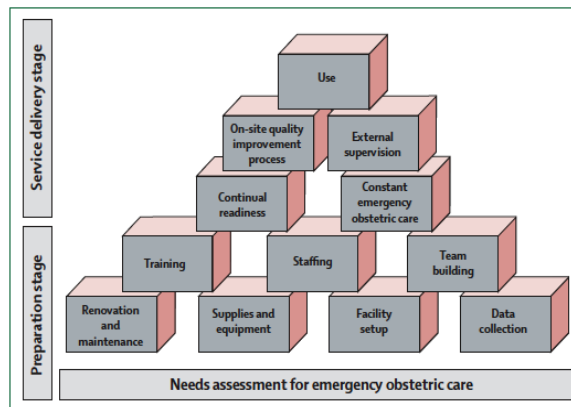 Service delivery stage
Use
On-site quality
improvement
process
External
supervision
Continual
readiness
Constant
emergency
obstetric care
Preparation stage
Training
Staffing
Team
building
Renovation
and
maintenance
Supplies and
equipment
Facility
setup
Data
collection
Needs assessment for emergency obstetric care